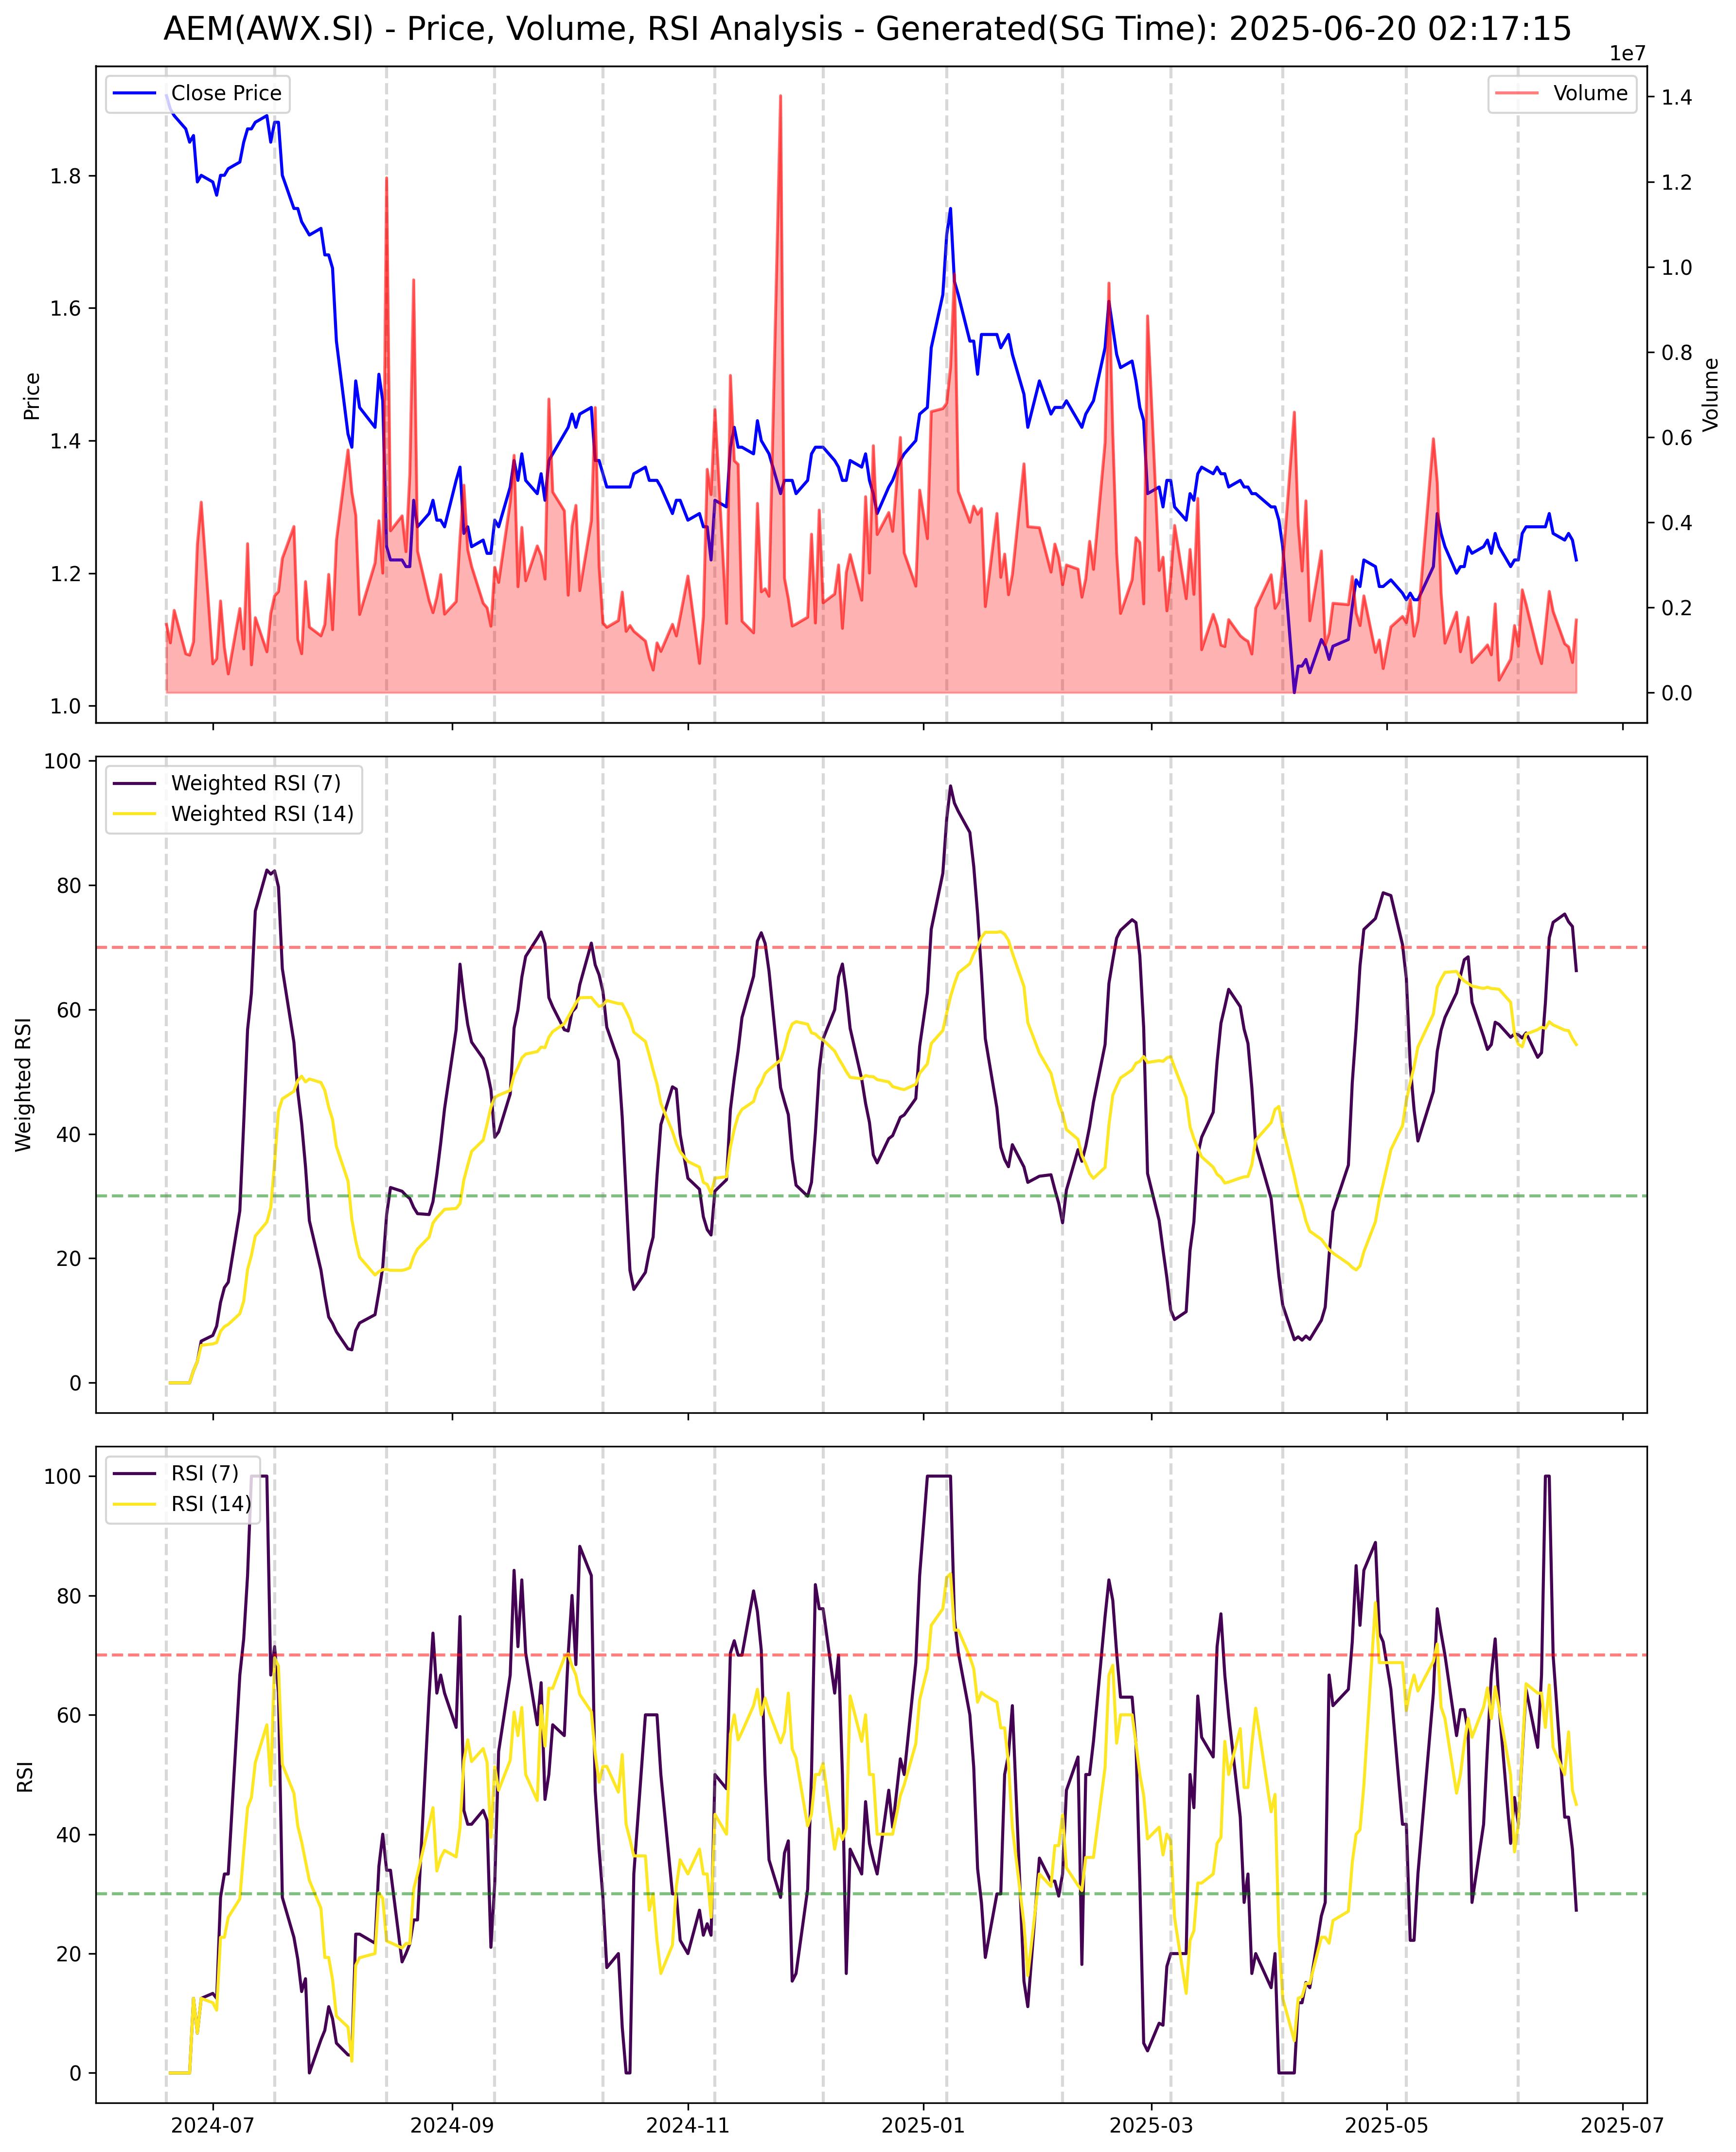 AEM(AWX.SI) - Price, Volume, RSI Analysis - Generated(SG Time): 2025-06-20 02:17:15
1e7
Close Price
Volume
1.8
1.6
1.4
1.2
1.0
Price
1.4
1.2
1.0
0.8
0.6
0.4
0.2
0.0
Volume
Weighted RSI (7)
Weighted RSI (14)
100
80
60
40
20
0
Weighted RSI
RSI (7)
RSI (14)
100
80
60
40
20
0
RSI
2024-07
2024-09
2024-11
2025-01
2025-03
2025-05
2025-07